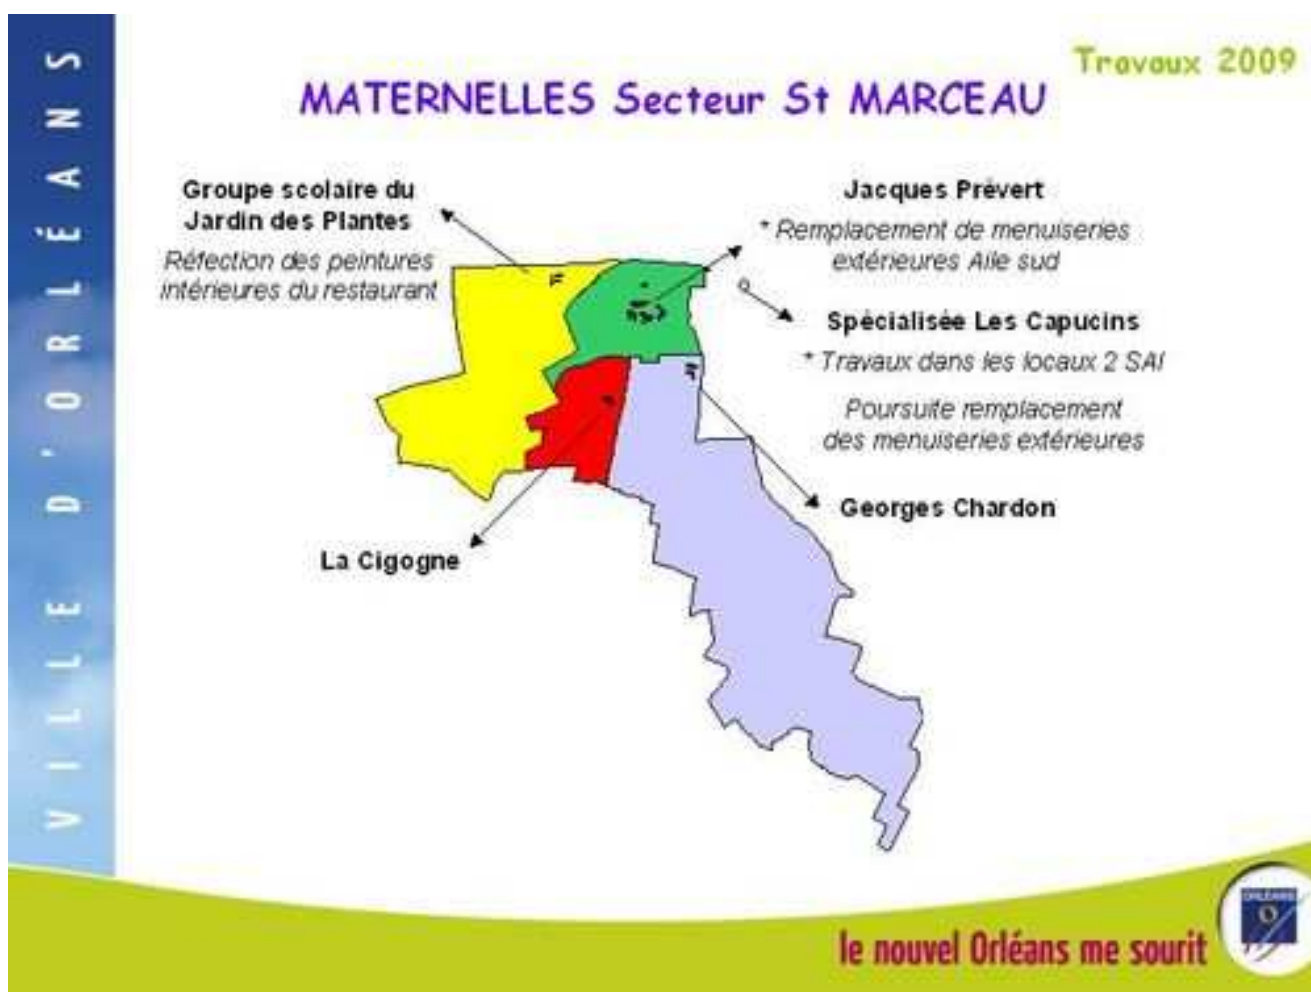 VILLE D'ORLÉANS
Travaux 2009
MATERNELLES Secteur St MARCEAU
Groupe scolaire du
Jardin des Plantes
Réfection des peintures
intérieures du restaurant
Jacques Prévert
* Remplacement de menuiseries
extérieures Aile sud
Spécialisée Les Capucins
* Travaux dans les locaux 2 SAI
Poursuite remplacement
des menuiseries extérieures
Georges Chardon
La Cigogne
le nouvel Orléans me sourit
ORLÉANS